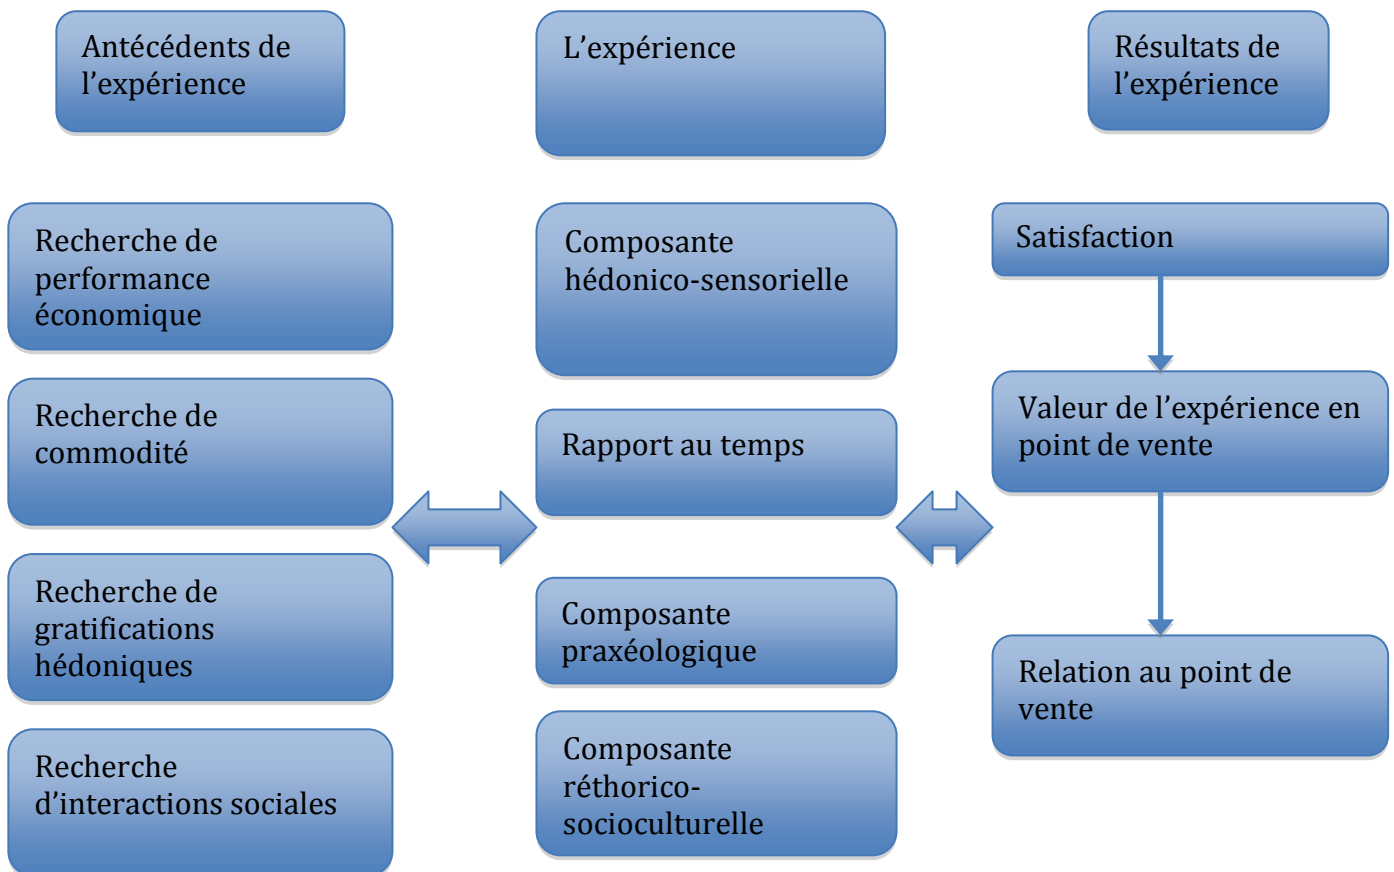 Antécédents de
l’expérience
L’expérience
Résultats de
l’expérience
Recherche de
performance
économique
Recherche de
commodité
Recherche de
gratifications
hédoniques
Recherche
d’interactions sociales
Composante
hédonico-sensorielle
Rapport au temps
Composante
praxéologique
Composante
réthorico-
socioculturelle
Satisfaction
Valeur de l’expérience en
point de vente
Relation au point de
vente